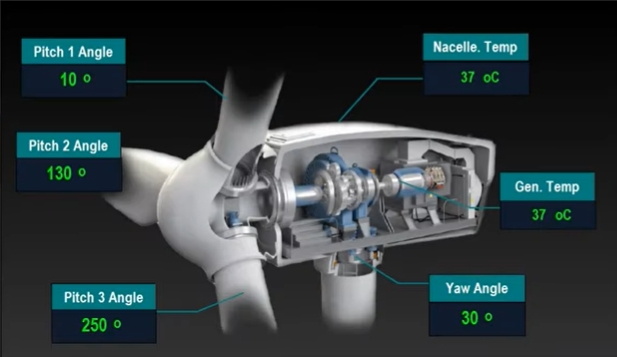 Pitch 1 Angle
10 o
Nacelle. Temp
37 oC
Pitch 2 Angle
130 o
Gen. Temp
37 oC
Pitch 3 Angle
250 o
Yaw Angle
30 o